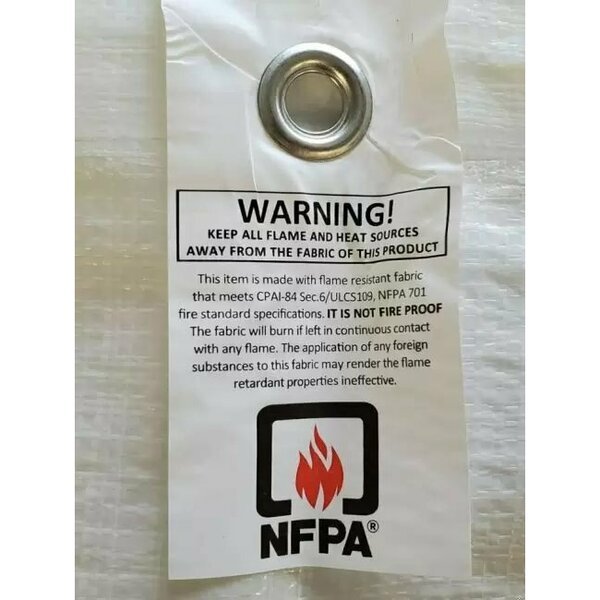 WARNING!
KEEP ALL FLAME AND HEAT SOURCES
AWAY FROM THE FABRIC OF THIS PRODUCT
This item is made with flame resistant fabric
that meets CPAI-84 Sec.6/ULCS109, NFPA 701
fire standard specifications. IT IS NOT FIRE PROOF
The fabric will burn if left in continuous contact
with any flame. The application of any foreign
substances to this fabric may render the flame
retardant properties ineffective.
NFPA®